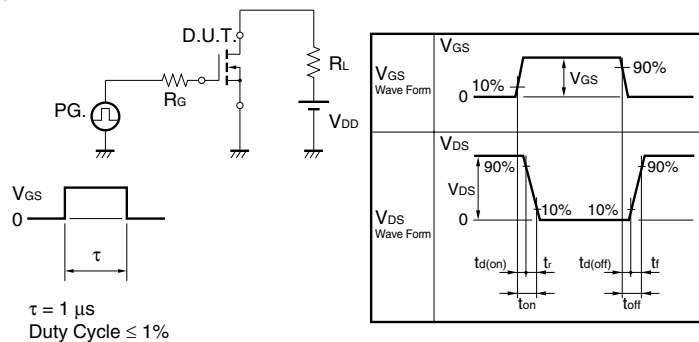 D.U.T.
RL
RG
PG.
VDD
VGS
0
τ
τ = 1 μs
Duty Cycle ≤ 1%
VGS
Wave Form
VGS
10%
VGS
90%
0
VDS
Wave Form
VDS
VDS
90%
90%
10%
10%
0
td(on)
tr
td(off)
tf
ton
toff